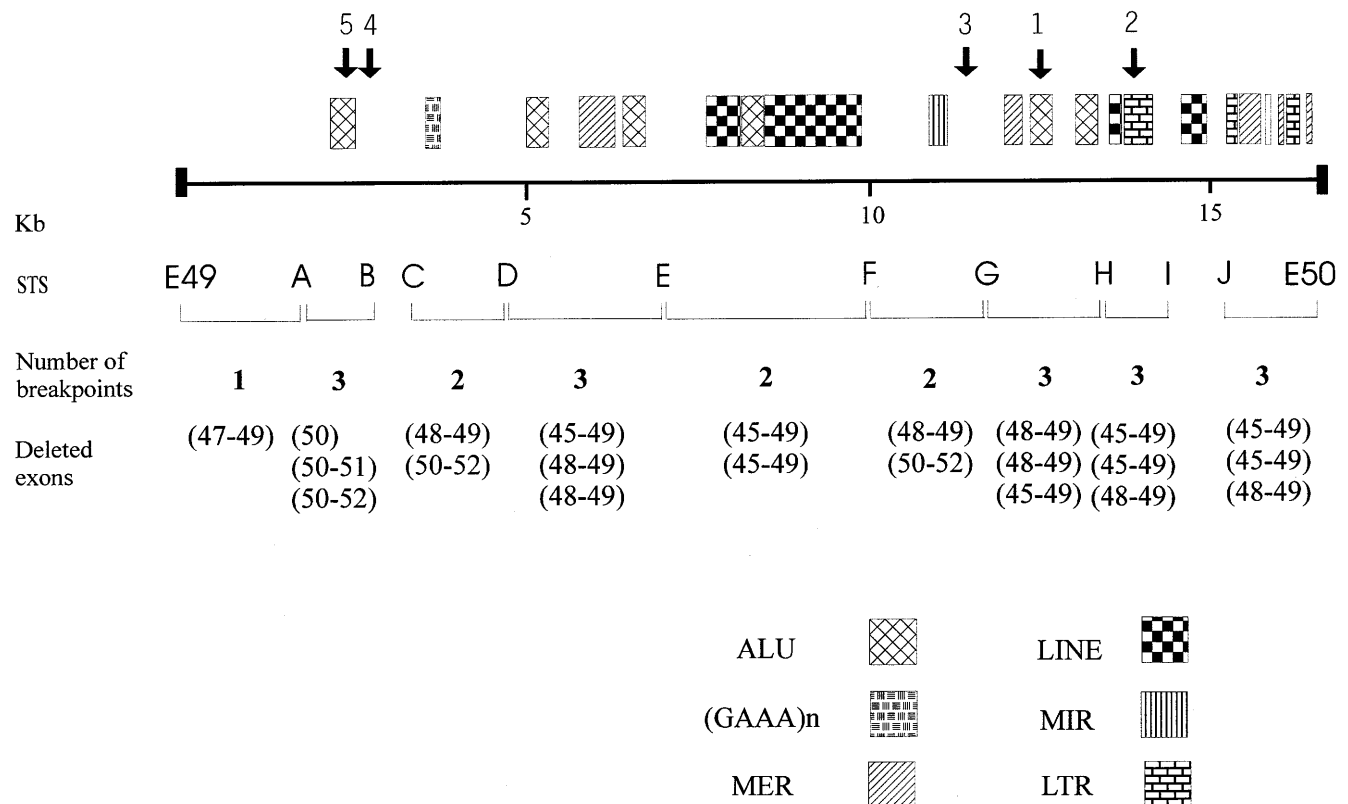 5 4 3 1 2
5 10 15
Kb
STS E49 A B C D E F G H I J E50
Number of
breakpoints 1 3 2 3 2 2 3 3 3
Deleted
exons
(47-49) (50) (48-49) (45-49) (45-49) (48-49) (48-49) (45-49) (45-49)
(50-51) (50-52) (48-49) (45-49) (50-52) (48-49) (45-49) (45-49)
(50-52) (48-49) (45-49) (48-49) (48-49)
ALU LINE
(GAAA)n MIR
MER LTR